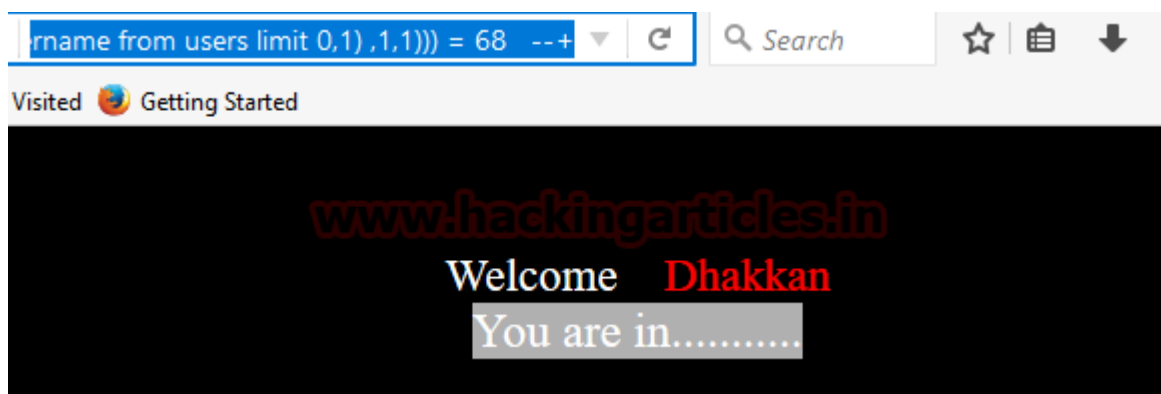 ername from users limit 0,1) ,1,1))) = 68 --+ Search
Visited Getting Started
www.hackingarticles.in
Welcome Dhakkan
You are in...........